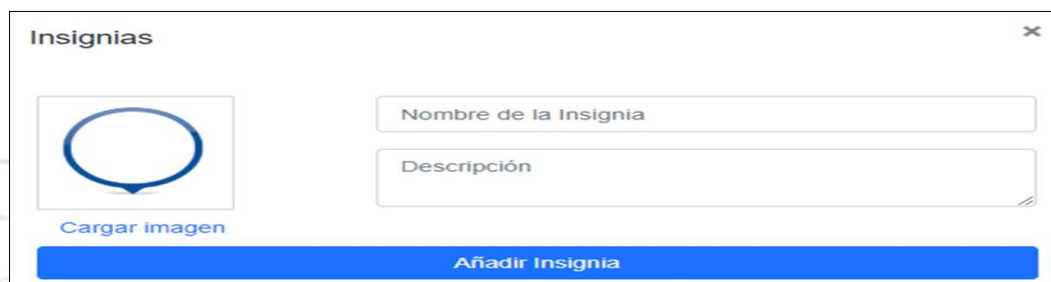 Insignias
×
Nombre de la Insignia
Descripción
Cargar imagen
Añadir Insignia